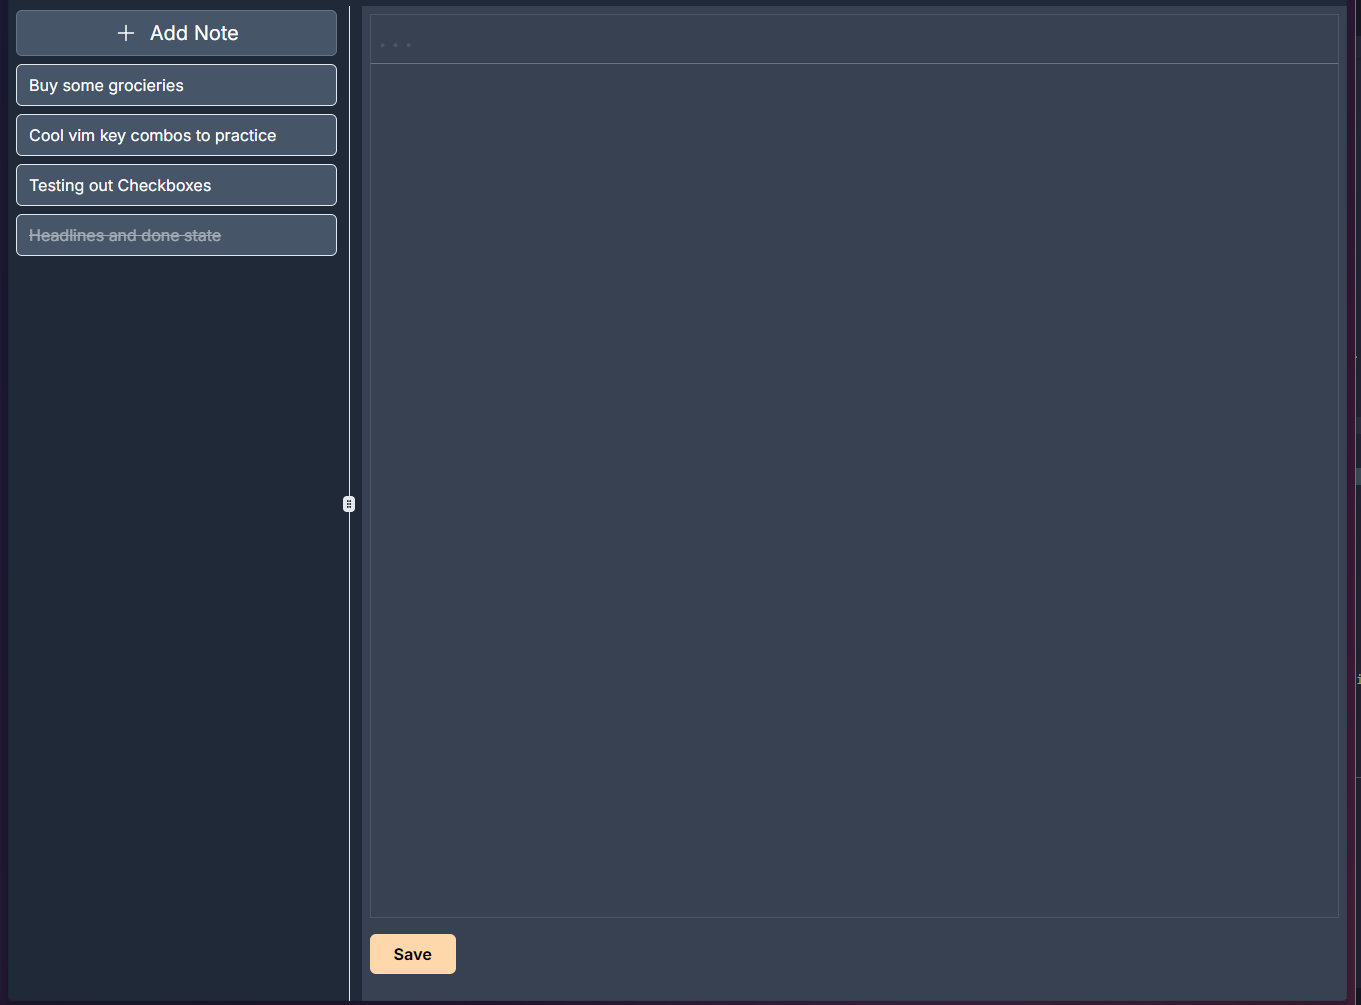 Add Note
Buy some grocieries
Cool vim key combos to practice
Testing out Checkboxes
Headlines and done state
. . .
Save